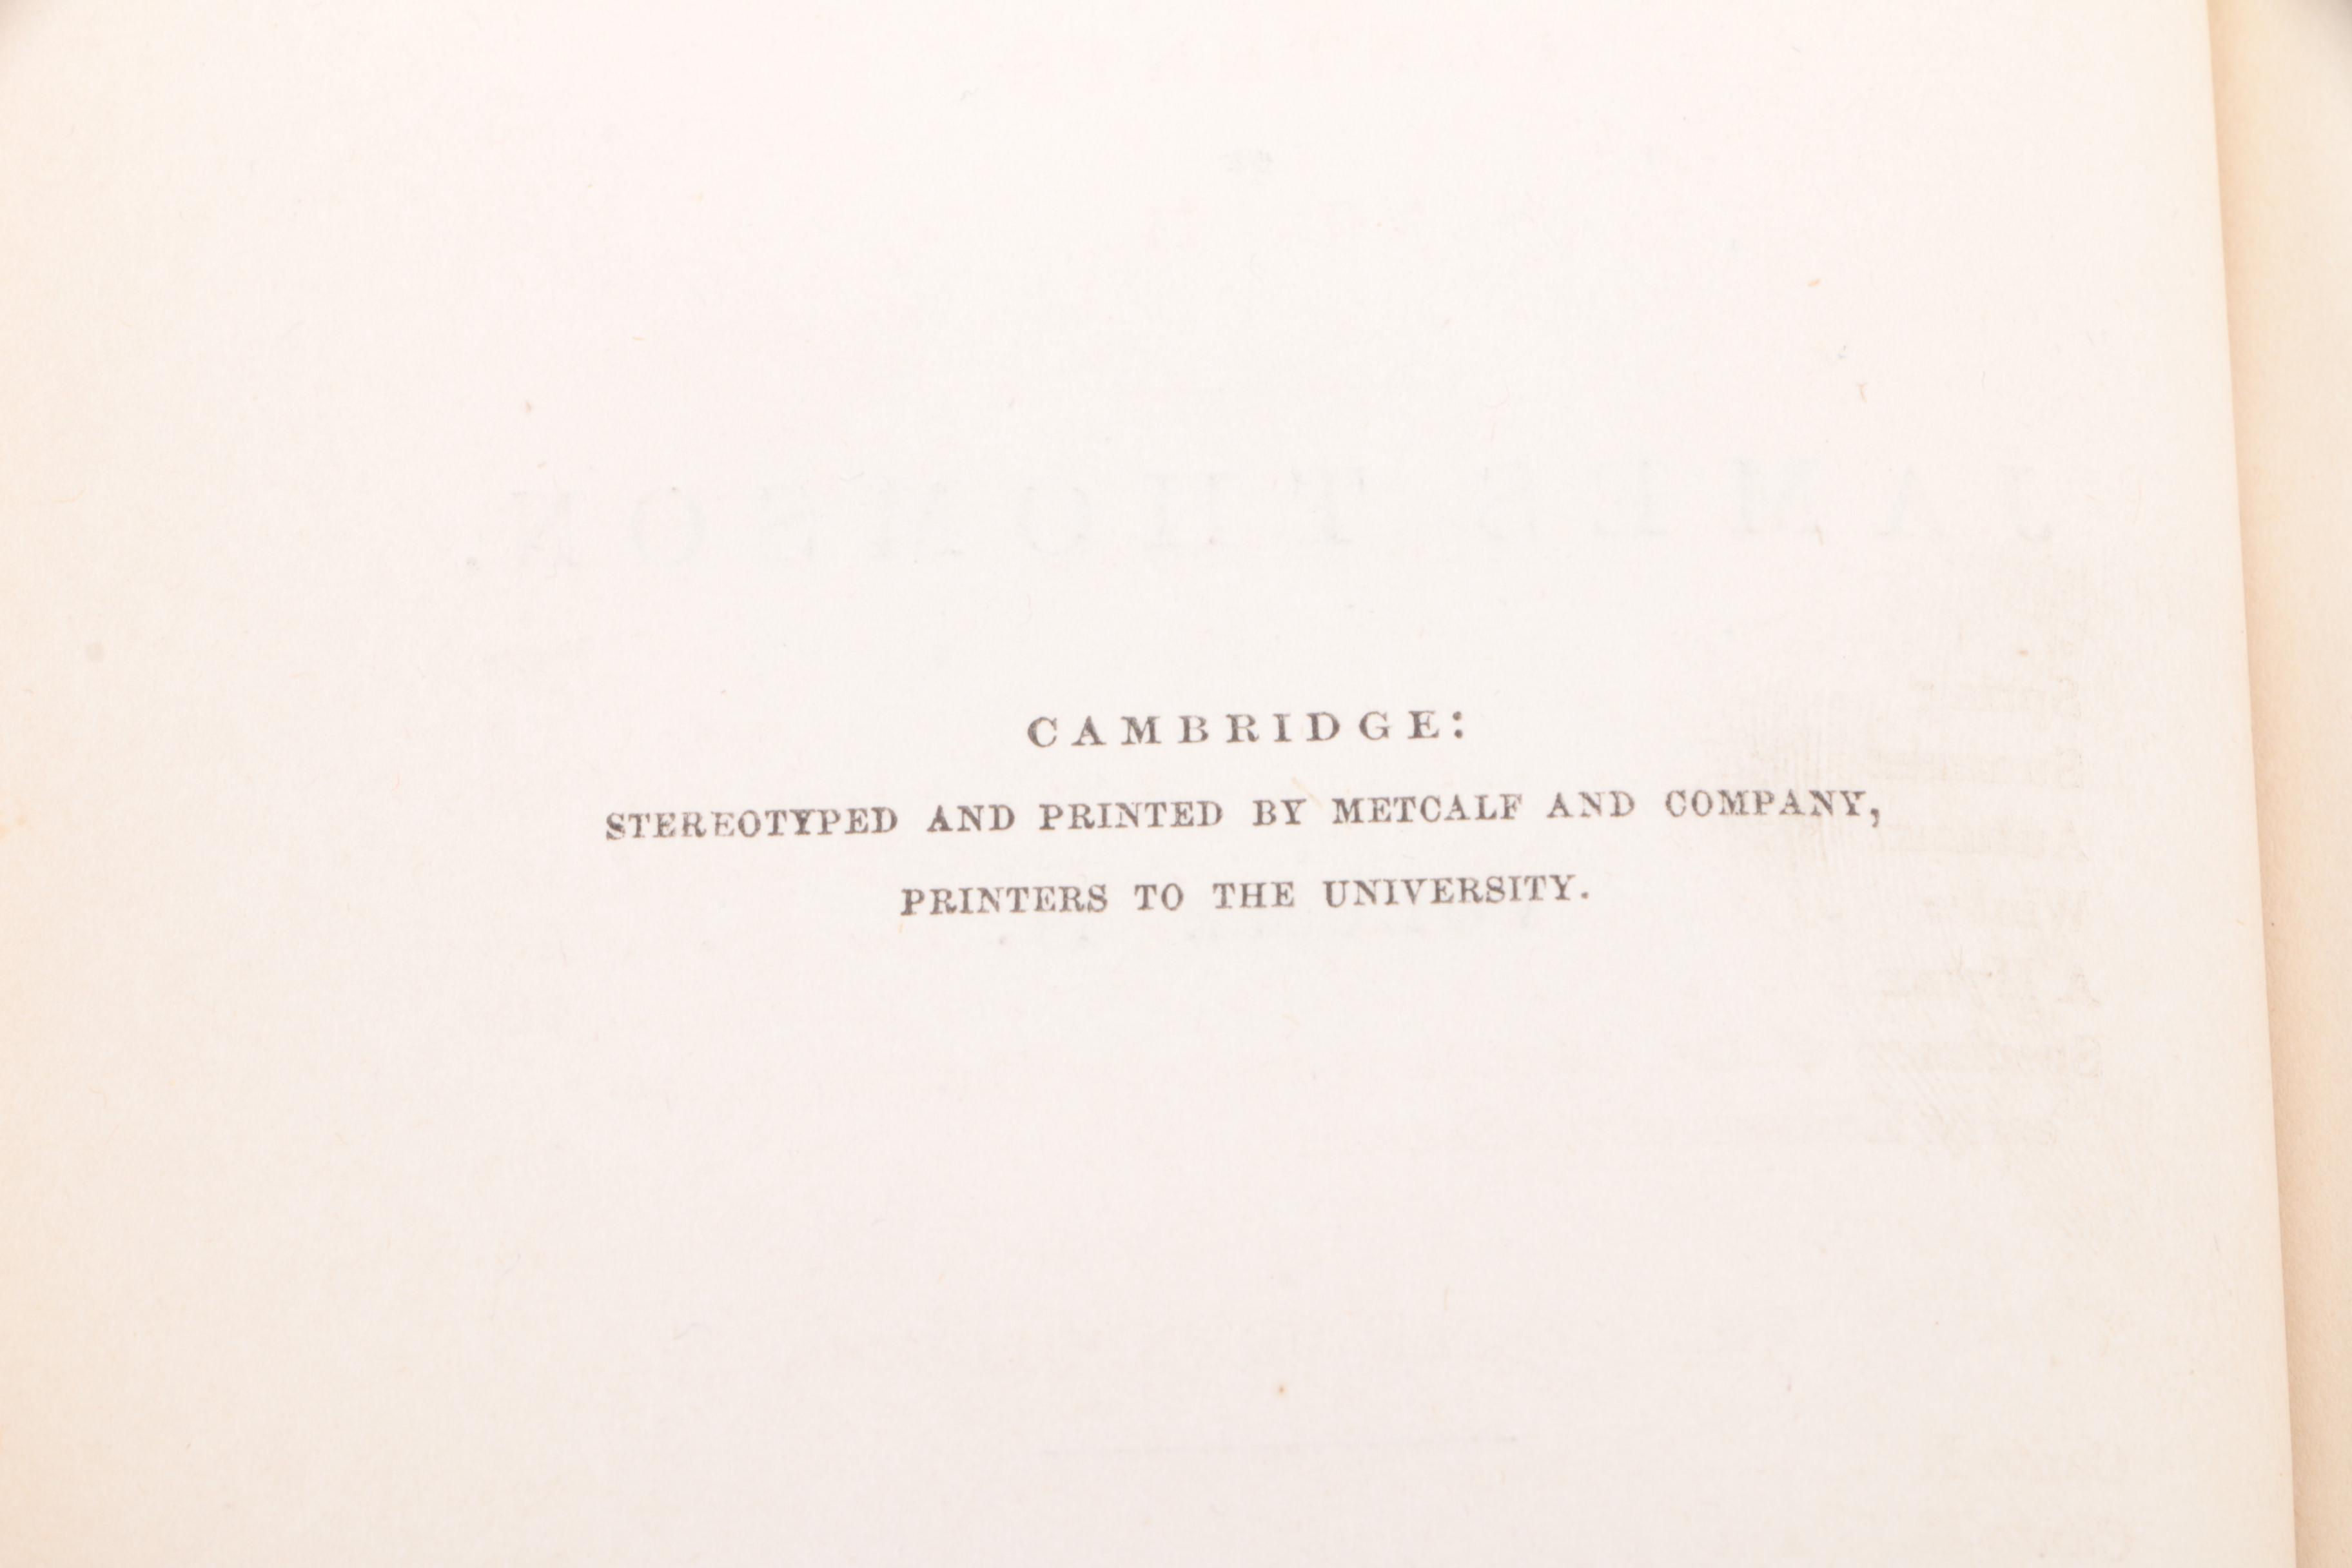 CAMBRIDGE:
STEREOTYPED AND PRINTED BY METCALF AND COMPANY,
PRINTERS TO THE UNIVERSITY.